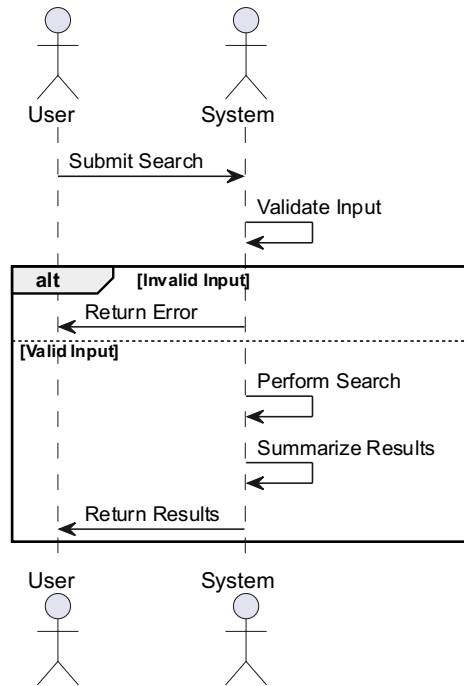 User System
Submit Search
Validate Input
alt [Invalid Input]
Return Error
[Valid Input]
Perform Search
Summarize Results
Return Results
User System